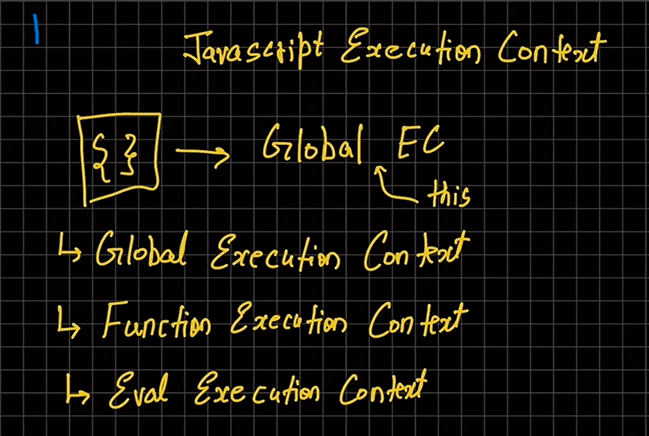 Javascript Execution Context
{ } → Global EC
this
↳ Global Execution Context
↳ Function Execution Context
↳ Eval Execution Context